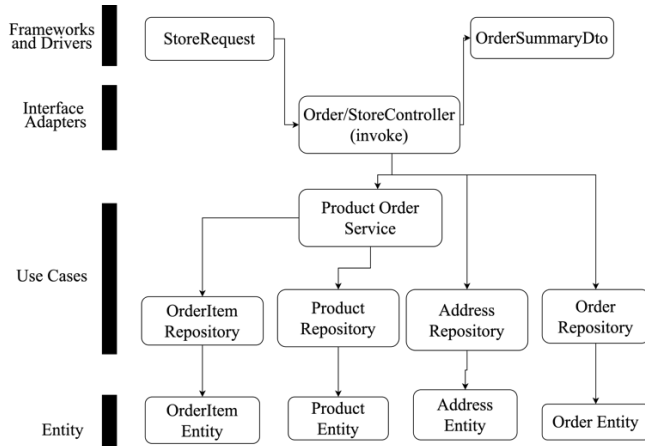 Frameworks
and Drivers
StoreRequest
OrderSummaryDto
Interface
Adapters
Order/StoreController
(invoke)
Product Order
Service
Use Cases
OrderItem
Repository
Product
Repository
Address
Repository
Order
Repository
Entity
OrderItem
Entity
Product
Entity
Address
Entity
Order Entity